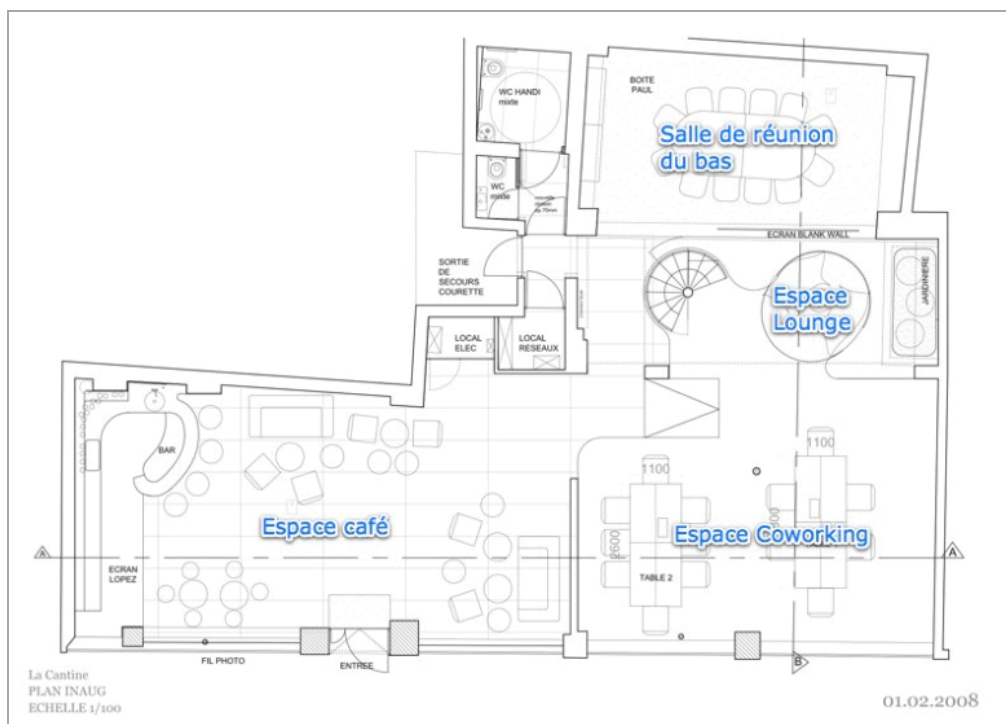 BOITE
PAUL
WC HANDI
mixte
Salle de réunion
du bas
WC
mixte
ECRAN BLANK WALL
SORTIE
DE
SECOURS
COURETTE
JARDINIERE
Espace
Lounge
LOCAL
ELEC
LOCAL
RESEAUX
BAR
1100
1100
Espace café
Espace Coworking
2600
A
A
ECRAN
LOPEZ
TABLE 2
FIL PHOTO
ENTREE
B
La Cantine
PLAN INAUG
ECHELLE 1/100
01.02.2008